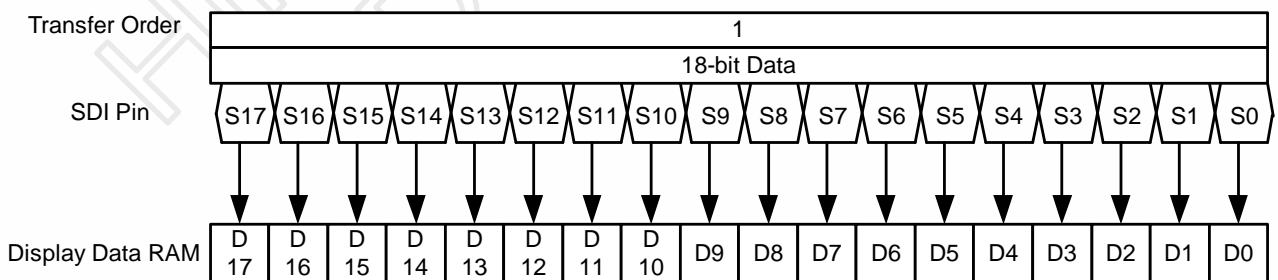 Transfer Order 1
18-bit Data
SDI Pin S17 S16 S15 S14 S13 S12 S11 S10 S9 S8 S7 S6 S5 S4 S3 S2 S1 S0
Display Data RAM D 17 D 16 D 15 D 14 D 13 D 12 D 11 D 10 D9 D8 D7 D6 D5 D4 D3 D2 D1 D0